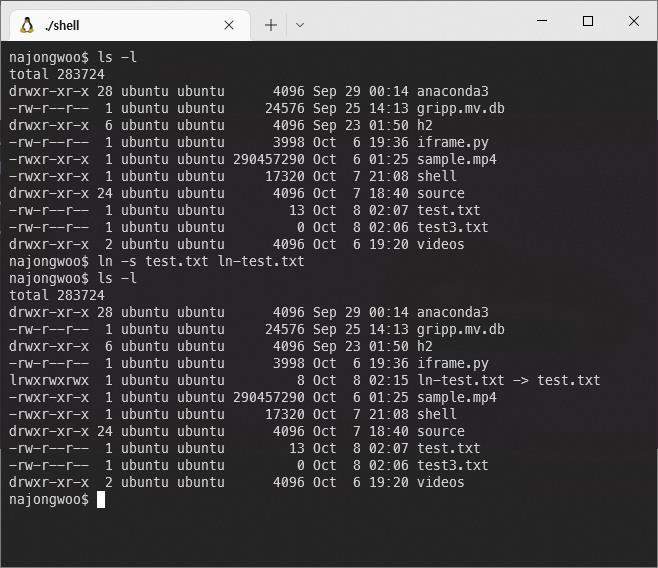 ./shell
najongwoo$ ls -l
total 283724
drwxr-xr-x 28 ubuntu ubuntu      4096 Sep 29 00:14 anaconda3
-rw-r--r--  1 ubuntu ubuntu     24576 Sep 25 14:13 gripp.mv.db
drwxr-xr-x  6 ubuntu ubuntu      4096 Sep 23 01:50 h2
-rw-r--r--  1 ubuntu ubuntu      3998 Oct  6 19:36 iframe.py
-rwxr-xr-x  1 ubuntu ubuntu 290457290 Oct  6 01:25 sample.mp4
-rwxr-xr-x  1 ubuntu ubuntu     17320 Oct  7 21:08 shell
drwxr-xr-x 24 ubuntu ubuntu      4096 Oct  7 18:40 source
-rw-r--r--  1 ubuntu ubuntu        13 Oct  8 02:07 test.txt
-rw-r--r--  1 ubuntu ubuntu         0 Oct  8 02:06 test3.txt
drwxr-xr-x  2 ubuntu ubuntu      4096 Oct  6 19:20 videos
najongwoo$ ln -s test.txt ln-test.txt
najongwoo$ ls -l
total 283724
drwxr-xr-x 28 ubuntu ubuntu      4096 Sep 29 00:14 anaconda3
-rw-r--r--  1 ubuntu ubuntu     24576 Sep 25 14:13 gripp.mv.db
drwxr-xr-x  6 ubuntu ubuntu      4096 Sep 23 01:50 h2
-rw-r--r--  1 ubuntu ubuntu      3998 Oct  6 19:36 iframe.py
lrwxrwxrwx  1 ubuntu ubuntu         8 Oct  8 02:15 ln-test.txt -> test.txt
-rwxr-xr-x  1 ubuntu ubuntu 290457290 Oct  6 01:25 sample.mp4
-rwxr-xr-x  1 ubuntu ubuntu     17320 Oct  7 21:08 shell
drwxr-xr-x 24 ubuntu ubuntu      4096 Oct  7 18:40 source
-rw-r--r--  1 ubuntu ubuntu        13 Oct  8 02:07 test.txt
-rw-r--r--  1 ubuntu ubuntu         0 Oct  8 02:06 test3.txt
drwxr-xr-x  2 ubuntu ubuntu      4096 Oct  6 19:20 videos
najongwoo$